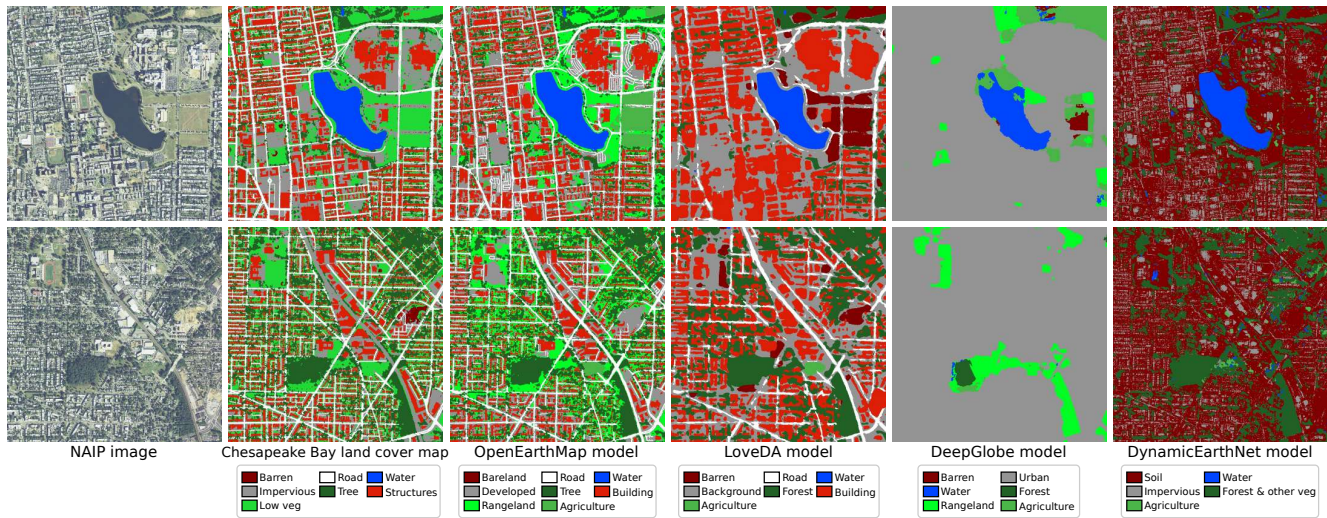 NAIP image
Chesapeake Bay land cover map
OpenEarthMap model
LoveDA model
DeepGlobe model
DynamicEarthNet model
Barren
Road
Water
Impervious
Tree
Structures
Low veg
Bareland
Road
Water
Developed
Tree
Building
Rangeland
Agriculture
Barren
Road
Water
Background
Forest
Building
Agriculture
Barren
Urban
Water
Forest
Rangeland
Agriculture
Soil
Water
Impervious
Forest & other veg
Agriculture